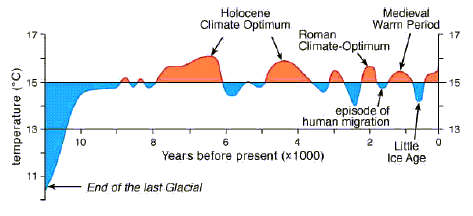 Holocene
Climate Optimum
Medieval
Warm Period
Roman
Climate-Optimum
17
17
15
15
13
13
11
temperature (°C)
10
8
6
4
2
0
Years before present (x1000)
episode of
human migration
Little
Ice Age
End of the last Glacial